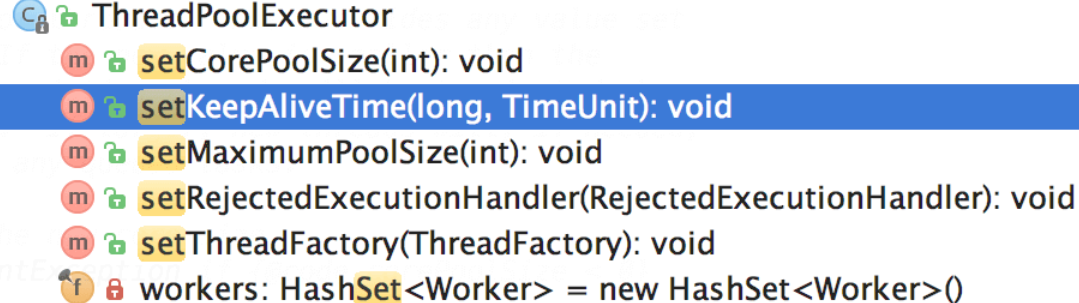 ThreadPoolExecutor
setCorePoolSize(int): void
setKeepAliveTime(long, TimeUnit): void
setMaximumPoolSize(int): void
setRejectedExecutionHandler(RejectedExecutionHandler): void
setThreadFactory(ThreadFactory): void
workers: HashSet<Worker> = new HashSet<Worker>()